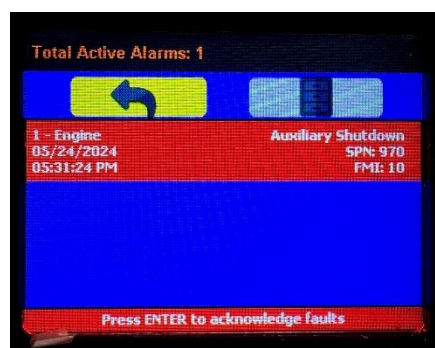 Total Active Alarms: 1
1 - Engine
Auxiliary Shutdown
05/24/2024
SPN: 970
05:31:24 PM
FMI: 10
Press ENTER to acknowledge faults